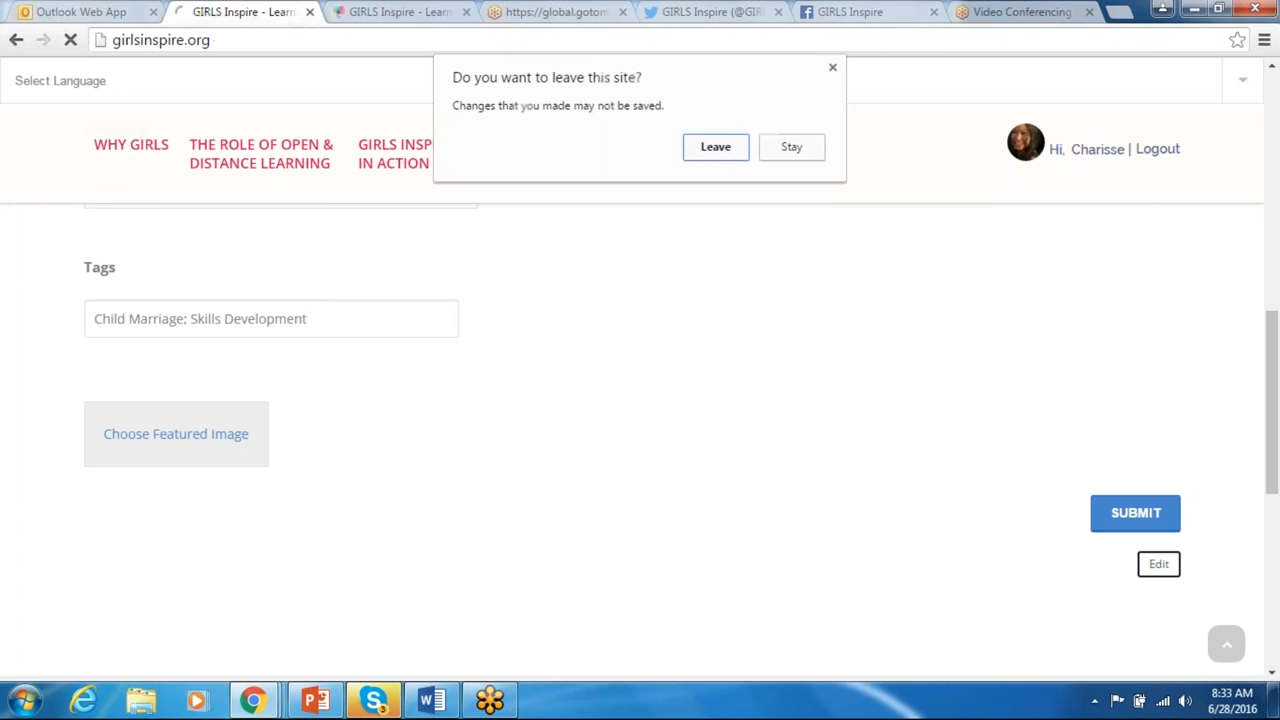 Outlook Web App
GIRLS Inspire - Learn
GIRLS Inspire - Learn
https://global.gotom
GIRLS Inspire (@GIRL
GIRLS Inspire
Video Conferencing
girlsinspire.org
Select Language
Do you want to leave this site?
Changes that you made may not be saved.
Leave
Stay
WHY GIRLS
THE ROLE OF OPEN &
DISTANCE LEARNING
GIRLS INSP
IN ACTION
Hi, Charisse | Logout
Tags
Child Marriage; Skills Development
Choose Featured Image
SUBMIT
Edit
8:33 AM
6/28/2016